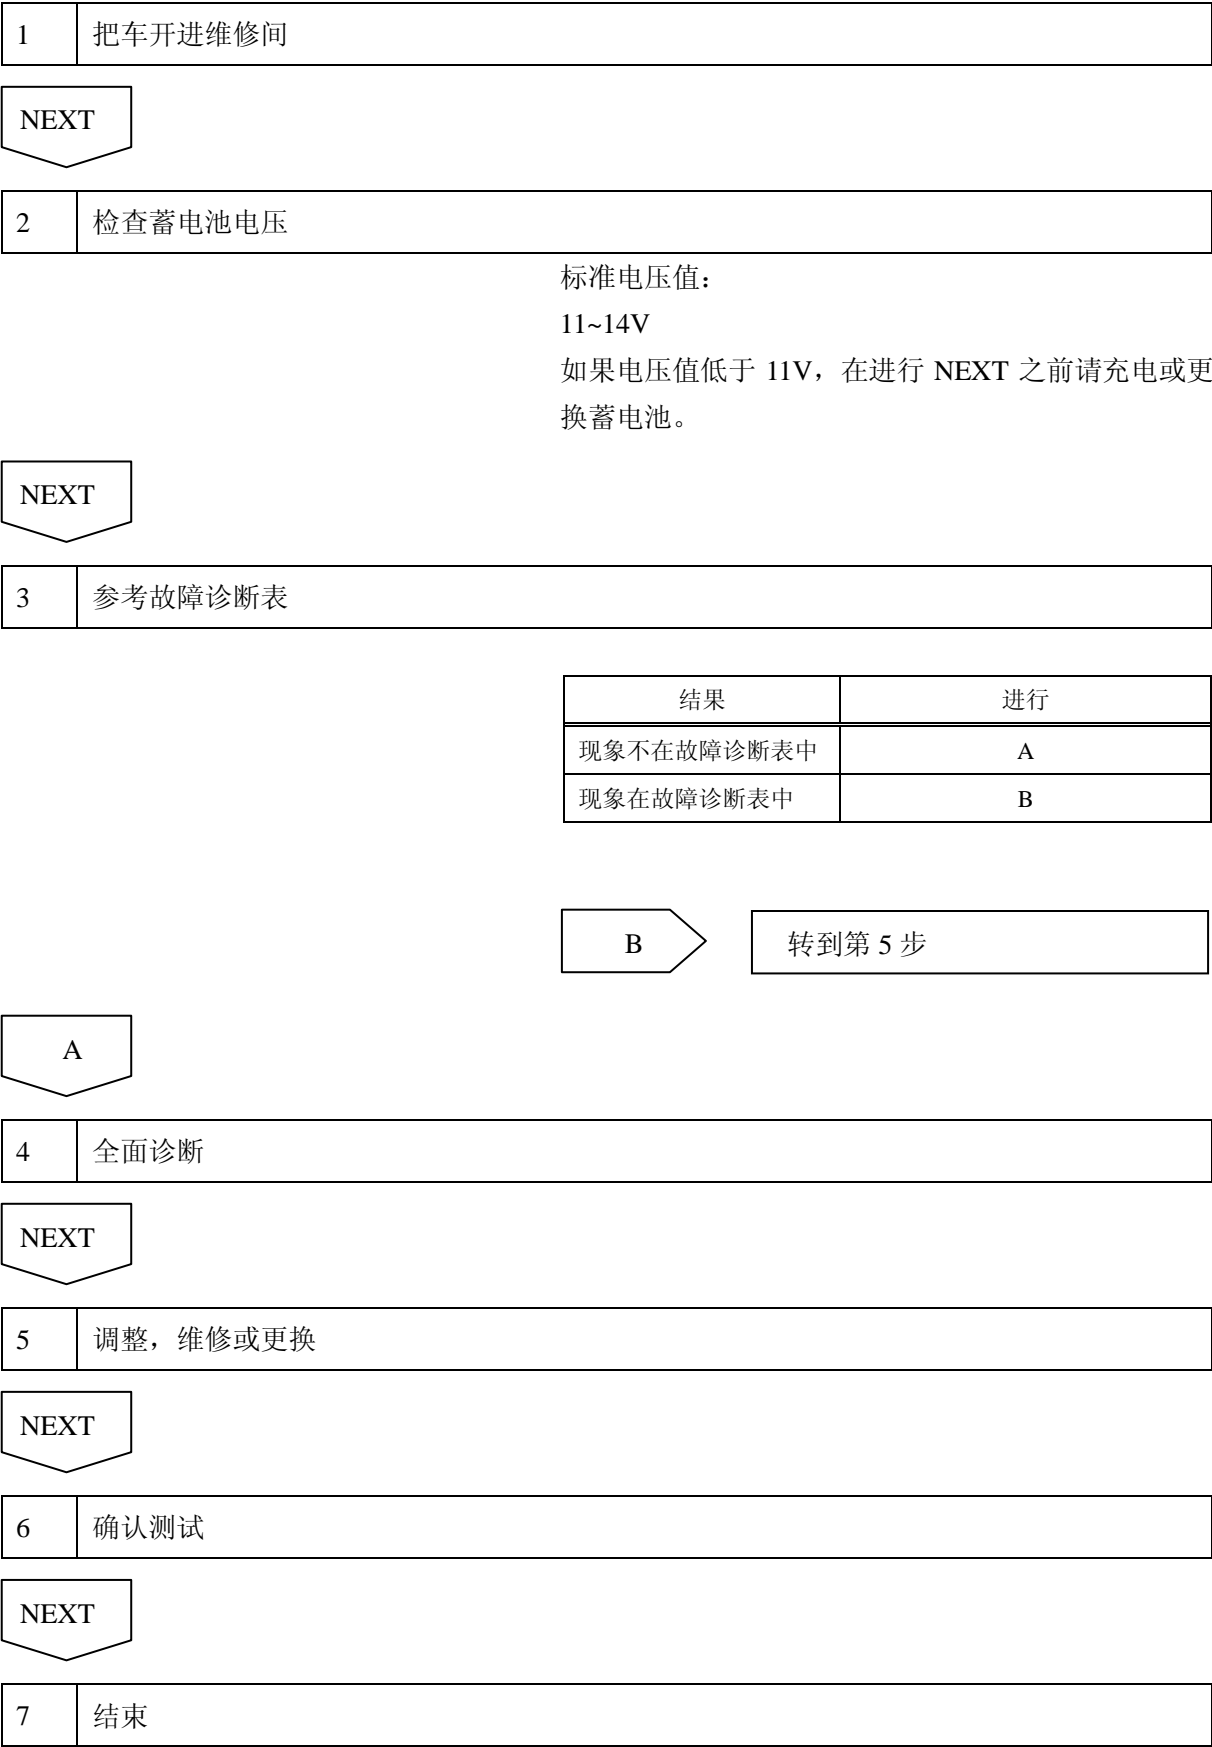 1 把车开进维修间
NEXT
2 检查蓄电池电压
标准电压值：
11~14V
如果电压值低于 11V，在进行 NEXT 之前请充电或更
换蓄电池。
NEXT
3 参考故障诊断表
结果 进行
现象不在故障诊断表中 A
现象在故障诊断表中 B
B 转到第 5 步
A
4 全面诊断
NEXT
5 调整，维修或更换
NEXT
6 确认测试
NEXT
7 结束